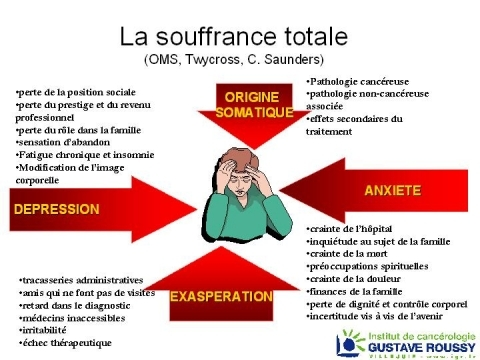 La souffrance totale
(OMS, Twycross, C. Saunders)
•perte de la position sociale
•perte du prestige et du revenu
professionnel
•perte du rôle dans la famille
•sensation d'abandon
•Fatigue chronique et insomnie
•Modification de l'image
corporelle
ORIGINE
SOMATIQUE
•Pathologie cancéreuse
•pathologie non-cancéreuse
associée
•effets secondaires du
traitement
DEPRESSION
ANXIETE
•tracasseries administratives
•amis qui ne font pas de visites
•retard dans le diagnostic
•médecins inaccessibles
•irritabilité
•échec thérapeutique
EXASPERATION
•crainte de l'hôpital
•inquiétude au sujet de la famille
•crainte de la mort
•préoccupations spirituelles
•crainte de la douleur
•finances de la famille
•perte de dignité et contrôle corporel
•incertitude vis à vis de l'avenir
Institut de cancérologie
GUSTAVE ROUSSY